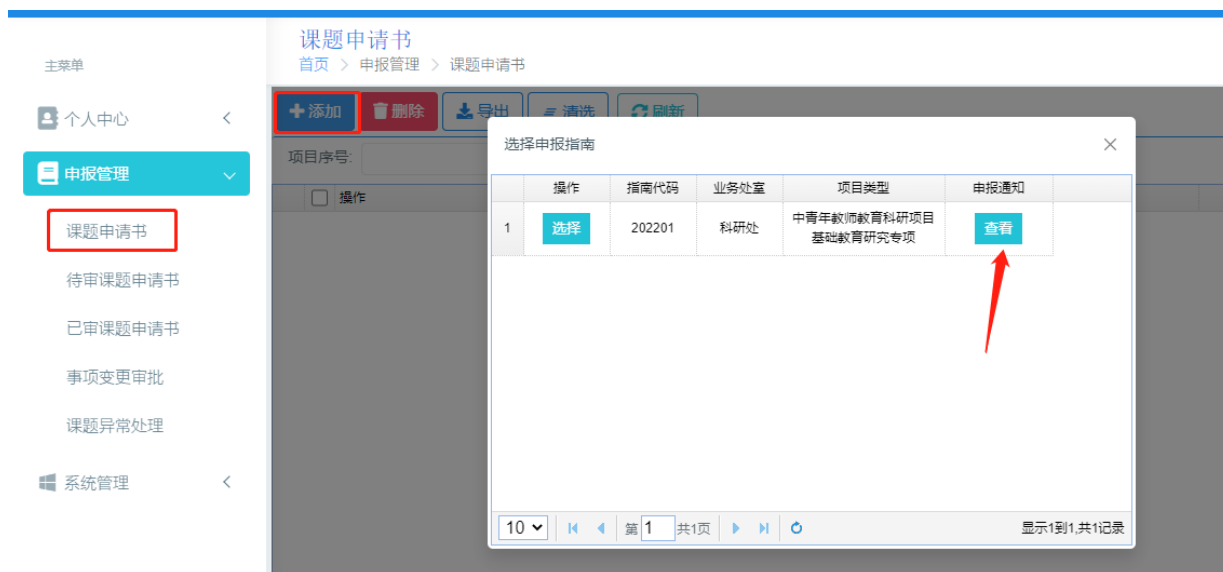 课题申请书
首页 > 申报管理 > 课题申请书
主菜单
个人中心
申报管理
课题申请书
待审课题申请书
已审课题申请书
事项变更审批
课题异常处理
系统管理
添加 删除 导出 清选 刷新
项目序号:
操作
选择申报指南
操作 指南代码 业务处室 项目类型 申报通知
1 选择 202201 科研处 中青年教师教育科研项目 查看
基础教育研究专项
10 第 1 共1页 显示1到1,共1记录